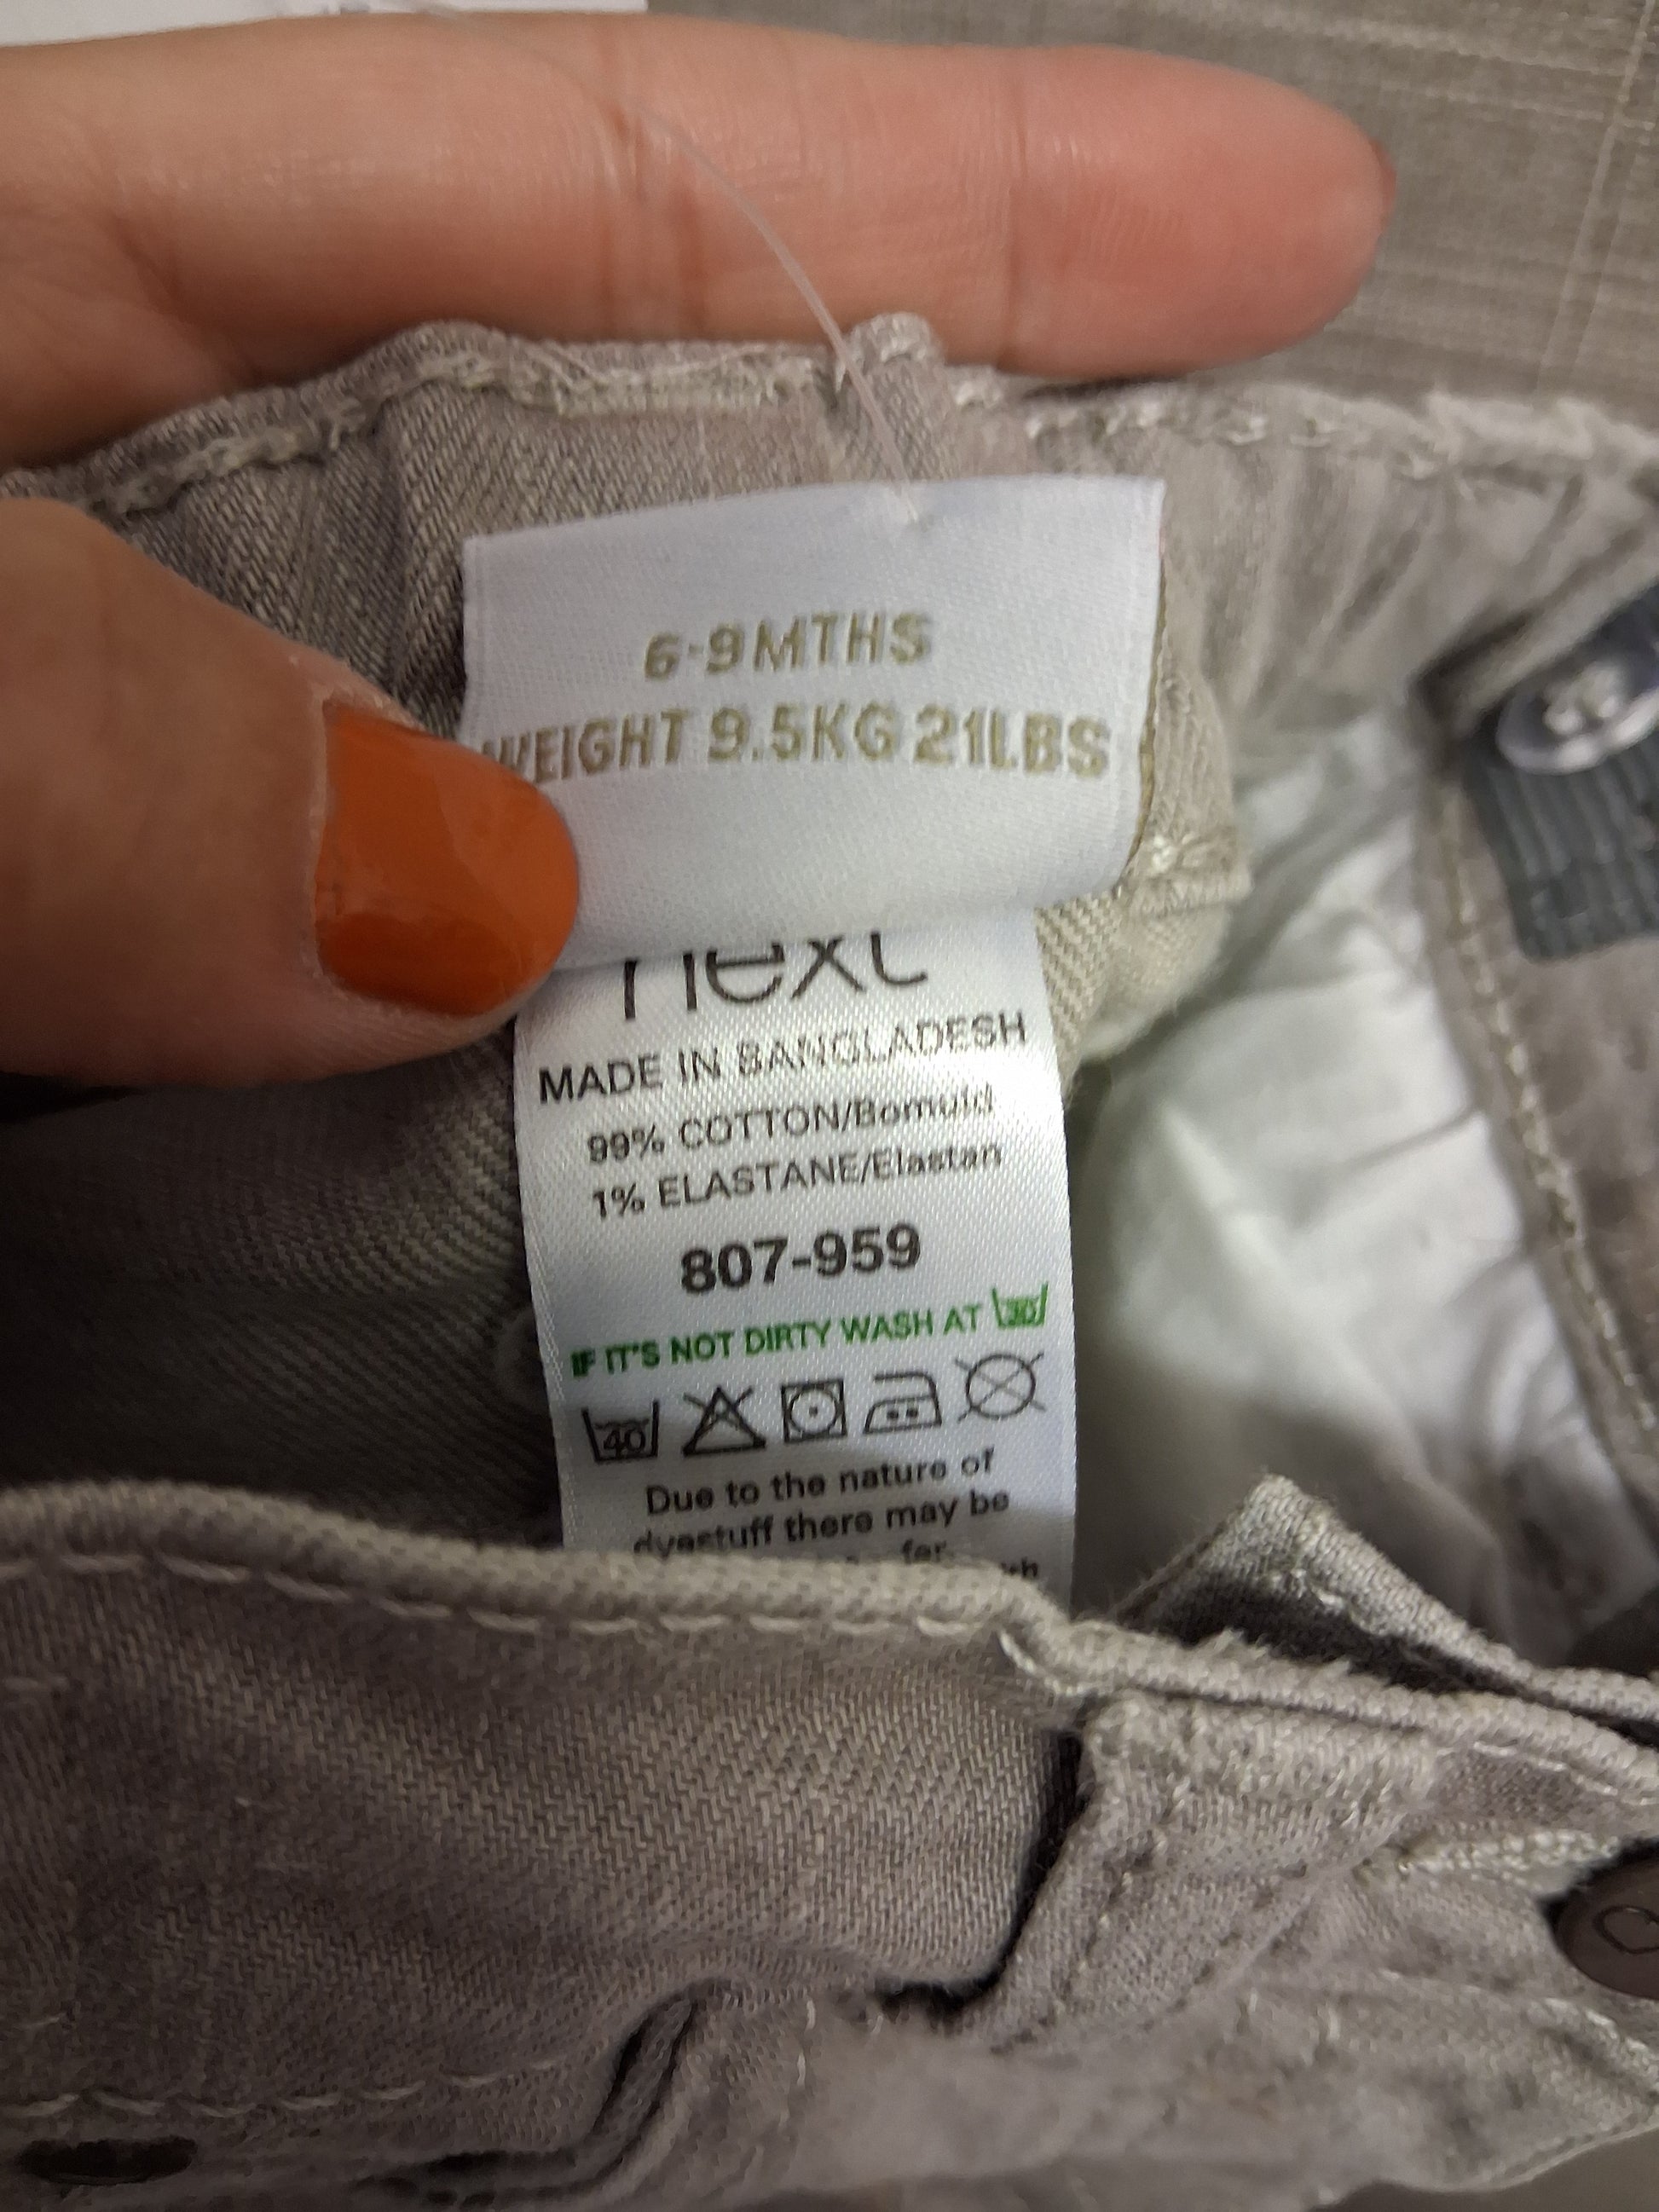 6-9MTHS
WEIGHT 9.5KG 21LBS
next
MADE IN BANGLADESH
99% COTTON/Bomuld
1% ELASTANE/Elastan
807-959
IF IT'S NOT DIRTY WASH AT 30
40
Due to the nature of
dyestuff there may be